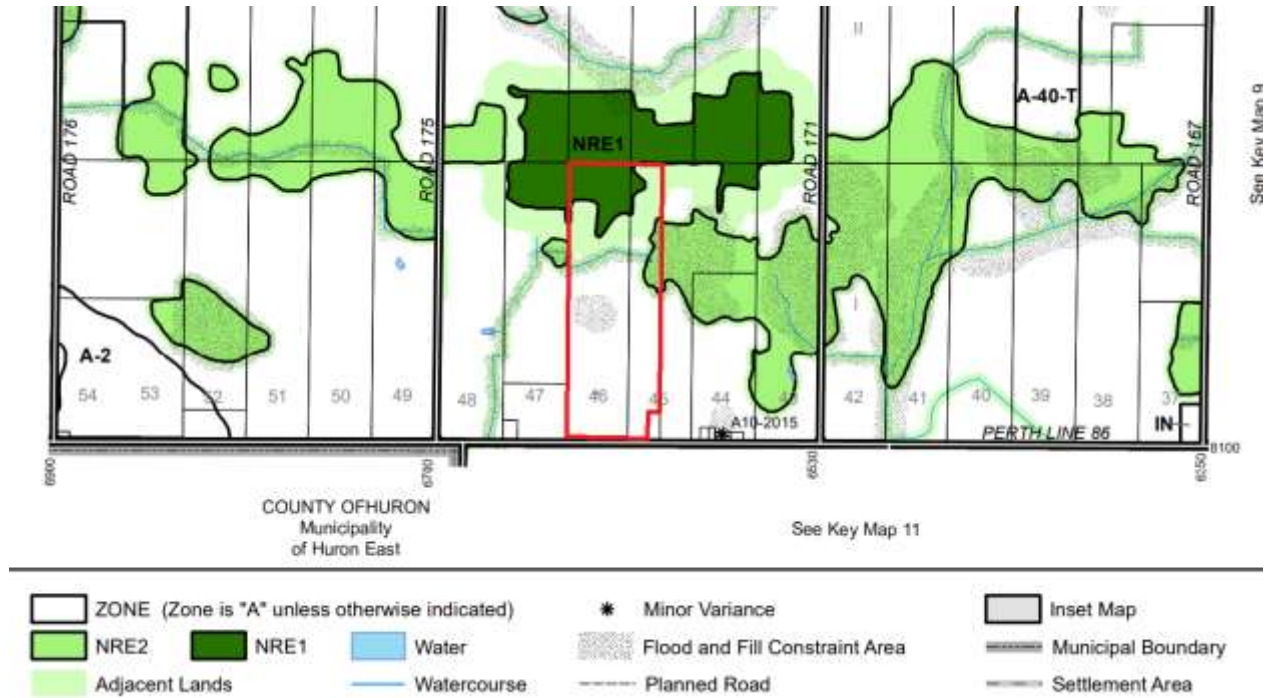 II
A-40-T
See Key Map 9
ROAD 176
ROAD 175
NRE1
ROAD 171
ROAD 167
I
A-2
54 53 52 51 50 49 48 47 46 45 44 43 42 41 40 39 38 37
A10-2015
PERTH LINE 86
IN
6900
6700
6530
6350
8100
COUNTY OFHURON
Municipality
of Huron East
See Key Map 11
ZONE (Zone is "A" unless otherwise indicated)
Minor Variance
Inset Map
NRE2
NRE1
Water
Flood and Fill Constraint Area
Municipal Boundary
Adjacent Lands
Watercourse
Planned Road
Settlement Area